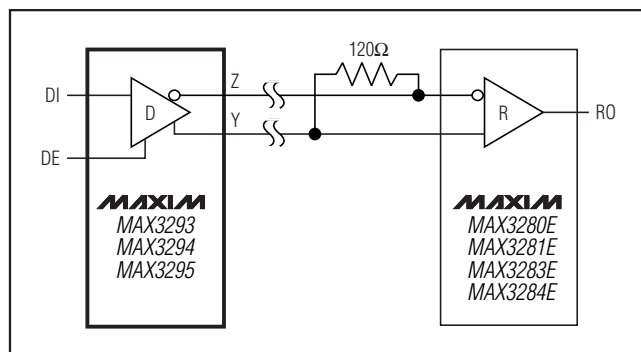 120Ω
DI
D
Z
Y
DE
R
RO
MAXIM
MAX3293
MAX3294
MAX3295
MAXIM
MAX3280E
MAX3281E
MAX3283E
MAX3284E